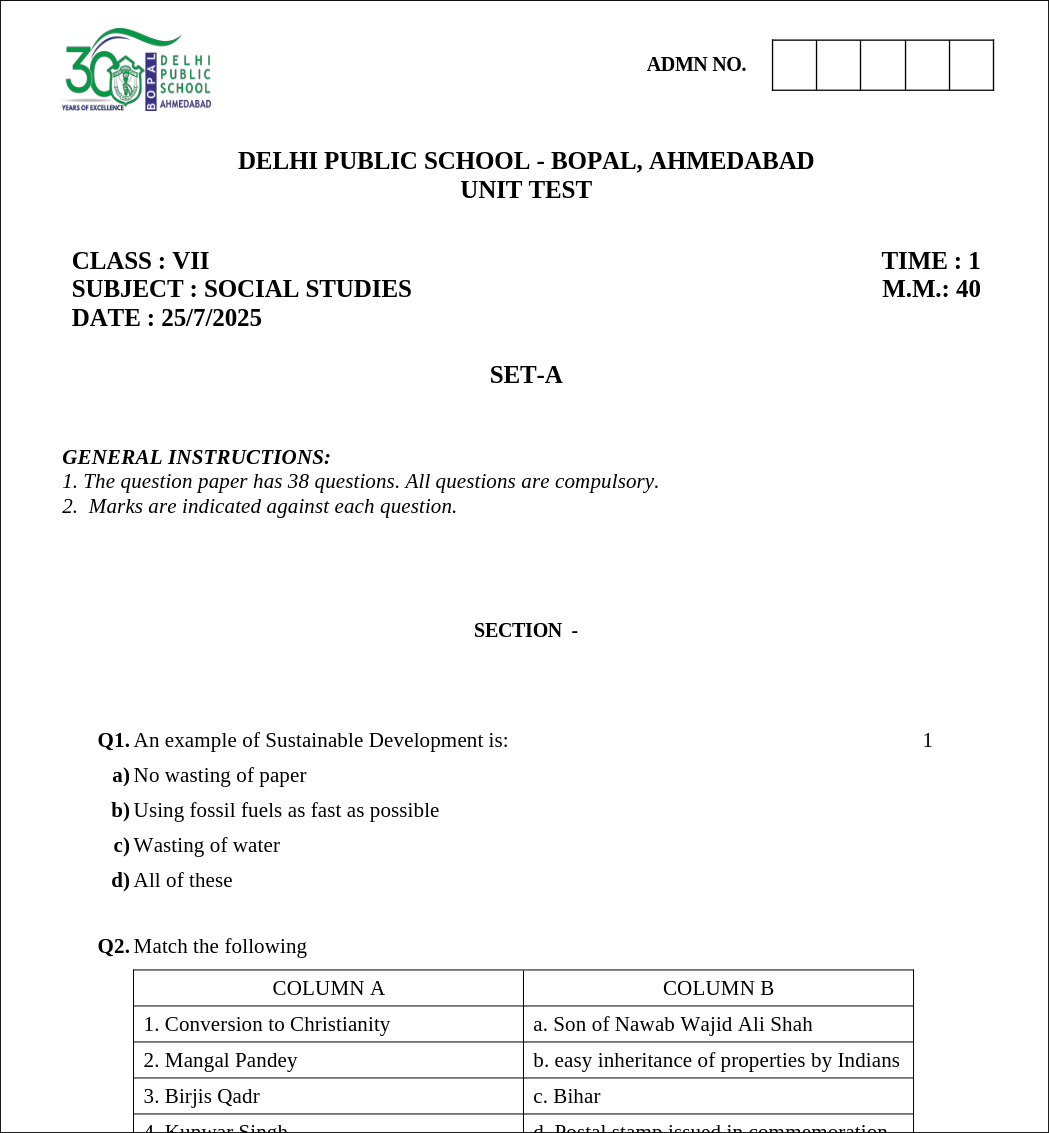 30
YEARS OF EXCELLENCE
BOPAL
DELHI
PUBLIC
SCHOOL
AHMEDABAD
ADMN NO.
DELHI PUBLIC SCHOOL - BOPAL, AHMEDABAD
UNIT TEST
CLASS : VII TIME : 1
SUBJECT : SOCIAL STUDIES M.M.: 40
DATE : 25/7/2025
SET-A
GENERAL INSTRUCTIONS:
1. The question paper has 38 questions. All questions are compulsory.
2.  Marks are indicated against each question.
SECTION  -
Q1. An example of Sustainable Development is: 1
a) No wasting of paper
b) Using fossil fuels as fast as possible
c) Wasting of water
d) All of these
Q2. Match the following
COLUMN A COLUMN B
1. Conversion to Christianity a. Son of Nawab Wajid Ali Shah
2. Mangal Pandey b. easy inheritance of properties by Indians
3. Birjis Qadr c. Bihar
4. Kunwar Singh d. Postal stamp issued in commemoration